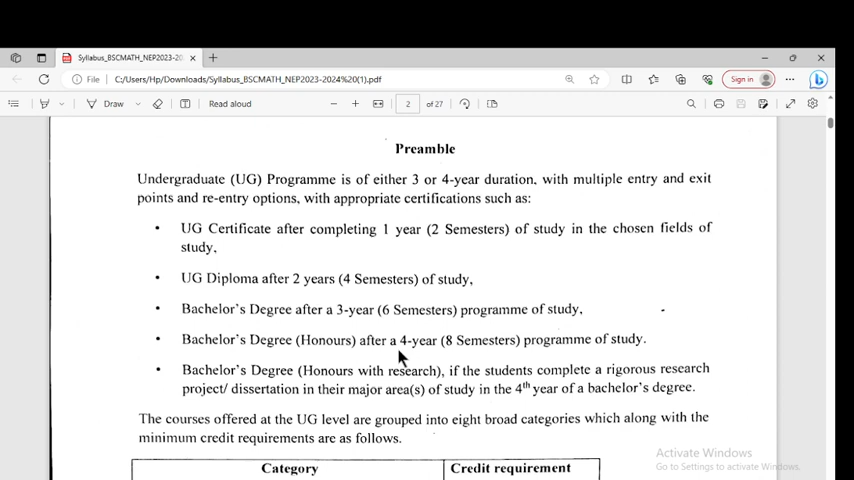 Syllabus_BSCMATH_NEP2023-20
File C:/Users/Hp/Downloads/Syllabus_BSCMATH_NEP2023-2024%20(1).pdf
Sign in
Draw
Read aloud
2 of 27
Preamble
Undergraduate (UG) Programme is of either 3 or 4-year duration, with multiple entry and exit
points and re-entry options, with appropriate certifications such as:
• UG Certificate after completing 1 year (2 Semesters) of study in the chosen fields of
study,
• UG Diploma after 2 years (4 Semesters) of study,
• Bachelor's Degree after a 3-year (6 Semesters) programme of study,
• Bachelor's Degree (Honours) after a 4-year (8 Semesters) programme of study.
• Bachelor's Degree (Honours with research), if the students complete a rigorous research
project/ dissertation in their major area(s) of study in the 4th year of a bachelor's degree.
The courses offered at the UG level are grouped into eight broad categories which along with the
minimum credit requirements are as follows.
Activate Windows
Go to Settings to activate Windows.
Category Credit requirement